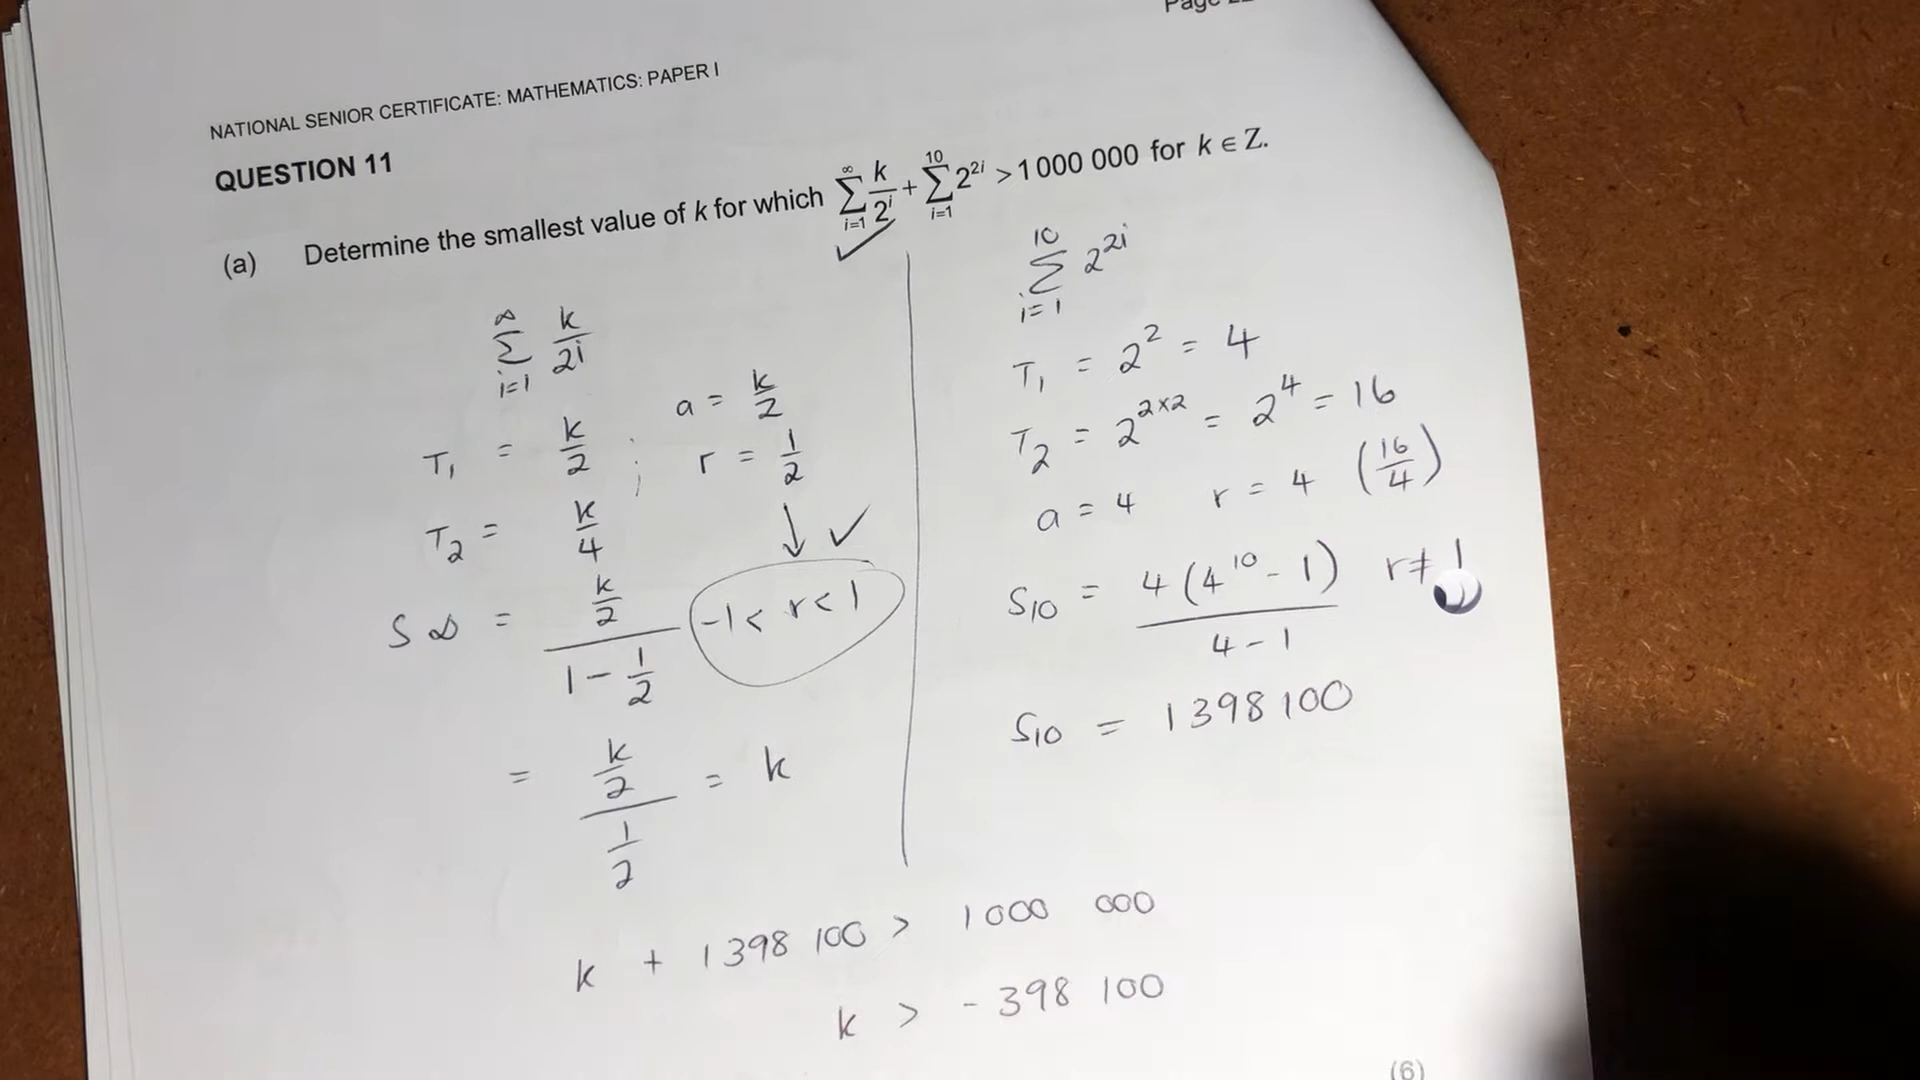 Page
NATIONAL SENIOR CERTIFICATE: MATHEMATICS: PAPER I
QUESTION 11
(a) Determine the smallest value of k for which ∑_{i=1}^{∞} k/2^i + ∑_{i=1}^{10} 2^{2i} > 1 000 000 for k ∈ ℤ.
∑_{i=1}^{∞} k/2^i
T₁ = k/2 ; a = k/2
r = 1/2
T₂ = k/4
↓ ✓
S∞ = (k/2)/(1 − 1/2) −1 < r < 1
= (k/2)/(1/2) = k
∑_{i=1}^{10} 2^{2i}
T₁ = 2² = 4
T₂ = 2^{2×2} = 2⁴ = 16
a = 4 r = 4 (16/4)
S₁₀ = 4(4¹⁰ − 1)/(4 − 1) r ≠ 1
S₁₀ = 1 398 100
k + 1 398 100 > 1 000 000
k > − 398 100
(6)